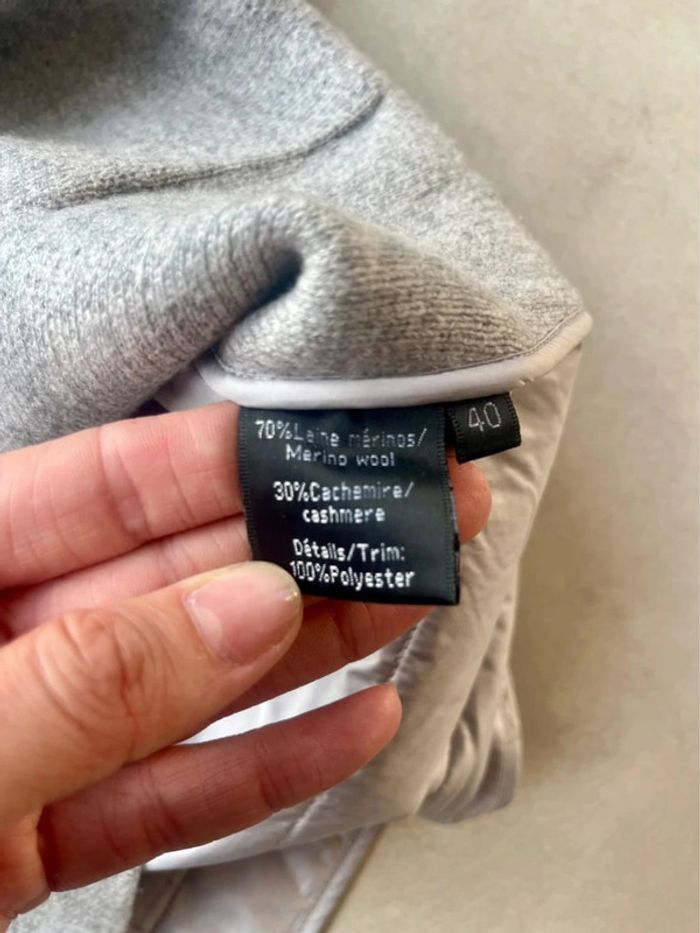 70%Laine mérinos/
Merino wool
30%Cachemire/
cashmere
Détails/Trim:
100%Polyester
40